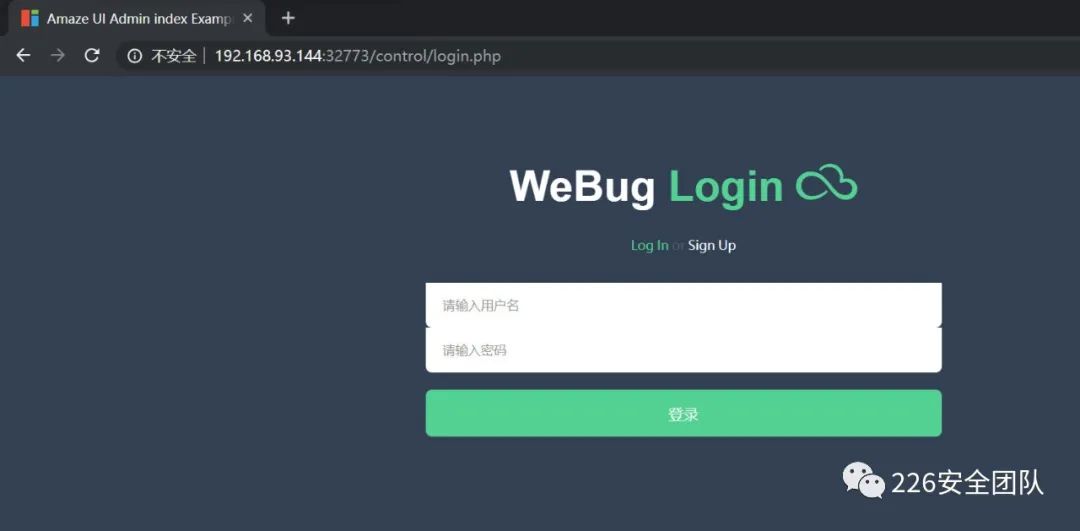 Amaze UI Admin index Examp
不安全 | 192.168.93.144:32773/control/login.php
WeBug Login
Log In or Sign Up
请输入用户名
请输入密码
登录
226安全团队